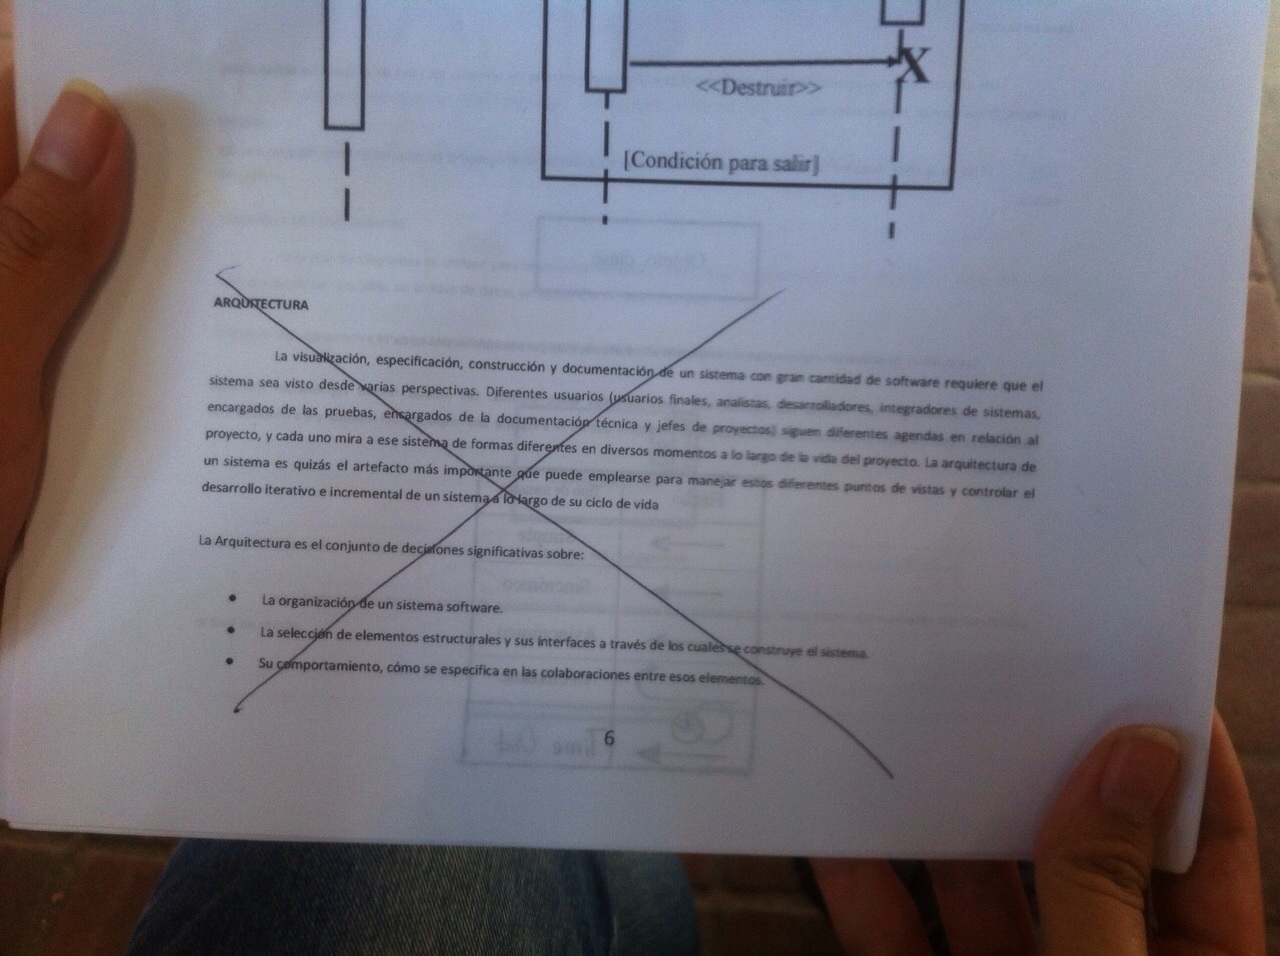 <<Destruir>>
X
[Condición para salir]
ARQUITECTURA
La visualización, especificación, construcción y documentación de un sistema con gran cantidad de software requiere que el
sistema sea visto desde varias perspectivas. Diferentes usuarios (usuarios finales, analistas, desarrolladores, integradores de sistemas,
encargados de las pruebas, encargados de la documentación técnica y jefes de proyectos) siguen diferentes agendas en relación al
proyecto, y cada uno mira a ese sistema de formas diferentes en diversos momentos a lo largo de la vida del proyecto. La arquitectura de
un sistema es quizás el artefacto más importante que puede emplearse para manejar estos diferentes puntos de vistas y controlar el
desarrollo iterativo e incremental de un sistema a lo largo de su ciclo de vida
La Arquitectura es el conjunto de decisiones significativas sobre:
• La organización de un sistema software.
• La selección de elementos estructurales y sus interfaces a través de los cuales se construye el sistema.
• Su comportamiento, cómo se especifica en las colaboraciones entre esos elementos.
6